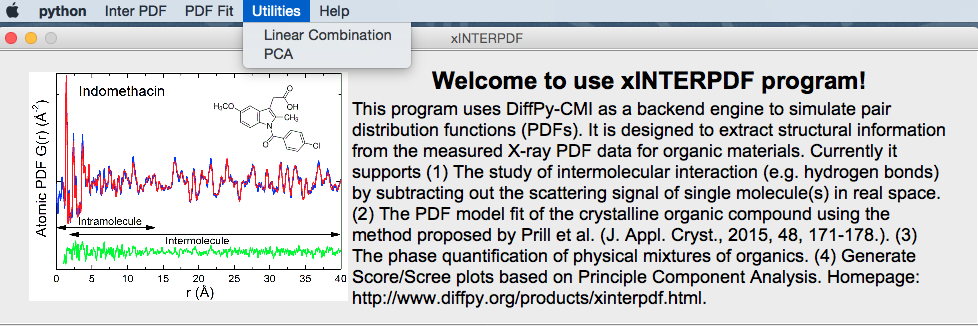 python Inter PDF PDF Fit Utilities Help
Linear Combination
PCA
xINTERPDF
Indomethacin
O
OH
MeO
CH₃
N
O
Cl
Atomic PDF G(r) (Å-2)
Intramolecule
Intermolecule
0 5 10 15 20 25 30 35 40
r (Å)
Welcome to use xINTERPDF program!
This program uses DiffPy-CMI as a backend engine to simulate pair
distribution functions (PDFs). It is designed to extract structural information
from the measured X-ray PDF data for organic materials. Currently it
supports (1) The study of intermolecular interaction (e.g. hydrogen bonds)
by subtracting out the scattering signal of single molecule(s) in real space.
(2) The PDF model fit of the crystalline organic compound using the
method proposed by Prill et al. (J. Appl. Cryst., 2015, 48, 171-178.). (3)
The phase quantification of physical mixtures of organics. (4) Generate
Score/Scree plots based on Principle Component Analysis. Homepage:
http://www.diffpy.org/products/xinterpdf.html.